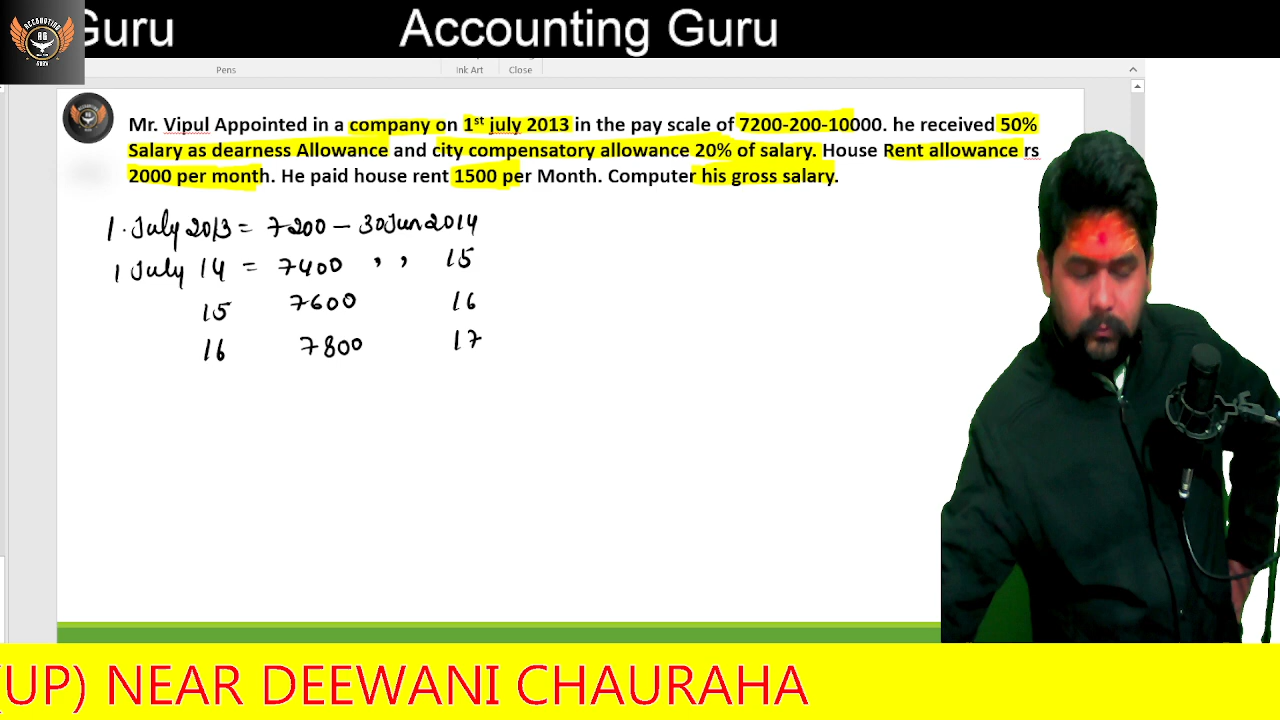 Guru Accounting Guru
Pens Ink Art Close
Mr. Vipul Appointed in a company on 1st july 2013 in the pay scale of 7200-200-10000. he received 50%
Salary as dearness Allowance and city compensatory allowance 20% of salary. House Rent allowance rs
2000 per month. He paid house rent 1500 per Month. Computer his gross salary.
1. July 2013 = 7200 - 30 Jun 2014
1 July 14 = 7400 , , 15
15 7600 16
16 7800 17
(UP) NEAR DEEWANI CHAURAHA